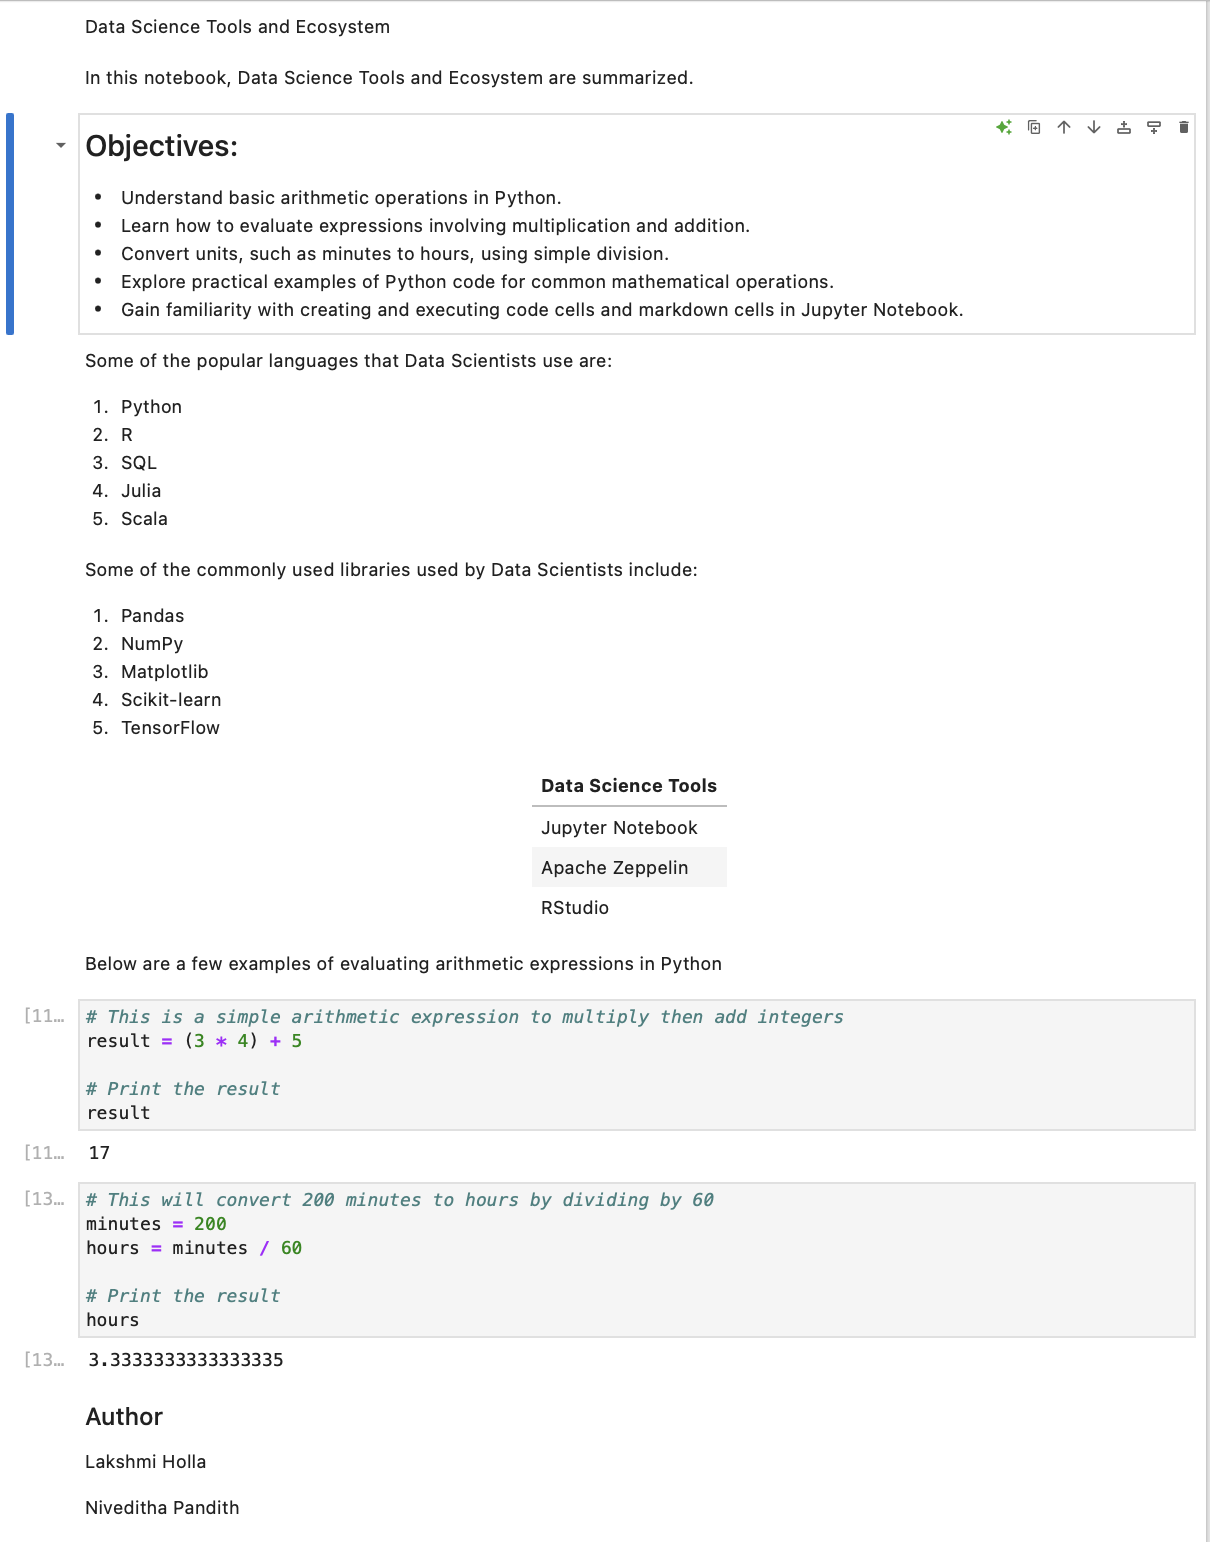 Data Science Tools and Ecosystem
In this notebook, Data Science Tools and Ecosystem are summarized.
Objectives:
• Understand basic arithmetic operations in Python.
• Learn how to evaluate expressions involving multiplication and addition.
• Convert units, such as minutes to hours, using simple division.
• Explore practical examples of Python code for common mathematical operations.
• Gain familiarity with creating and executing code cells and markdown cells in Jupyter Notebook.
Some of the popular languages that Data Scientists use are:
1. Python
2. R
3. SQL
4. Julia
5. Scala
Some of the commonly used libraries used by Data Scientists include:
1. Pandas
2. NumPy
3. Matplotlib
4. Scikit-learn
5. TensorFlow
Data Science Tools
Jupyter Notebook
Apache Zeppelin
RStudio
Below are a few examples of evaluating arithmetic expressions in Python
[11… # This is a simple arithmetic expression to multiply then add integers
result = (3 * 4) + 5
# Print the result
result
[11… 17
[13… # This will convert 200 minutes to hours by dividing by 60
minutes = 200
hours = minutes / 60
# Print the result
hours
[13… 3.3333333333333335
Author
Lakshmi Holla
Niveditha Pandith